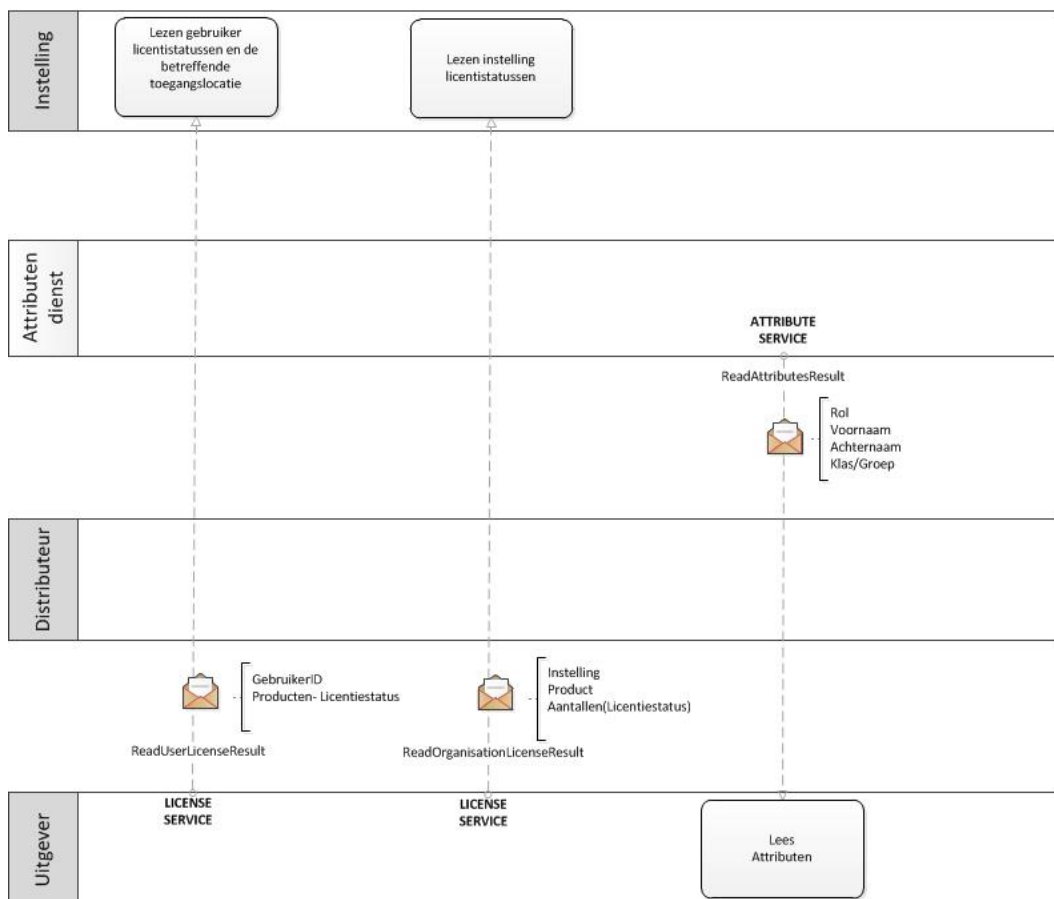 Instelling
Lezen gebruiker
licentistatussen en de
betreffende
toegangslocatie
Lezen instelling
licentistatussen
Attributen
dienst
ATTRIBUTE
SERVICE
ReadAttributesResult
Rol
Voornaam
Achternaam
Klas/Groep
Distributeur
GebruikerID
Producten- Licentiestatus
ReadUserLicenseResult
Instelling
Product
Aantallen(Licentiestatus)
ReadOrganisationLicenseResult
Uitgever
LICENSE
SERVICE
LICENSE
SERVICE
Lees
Attributen